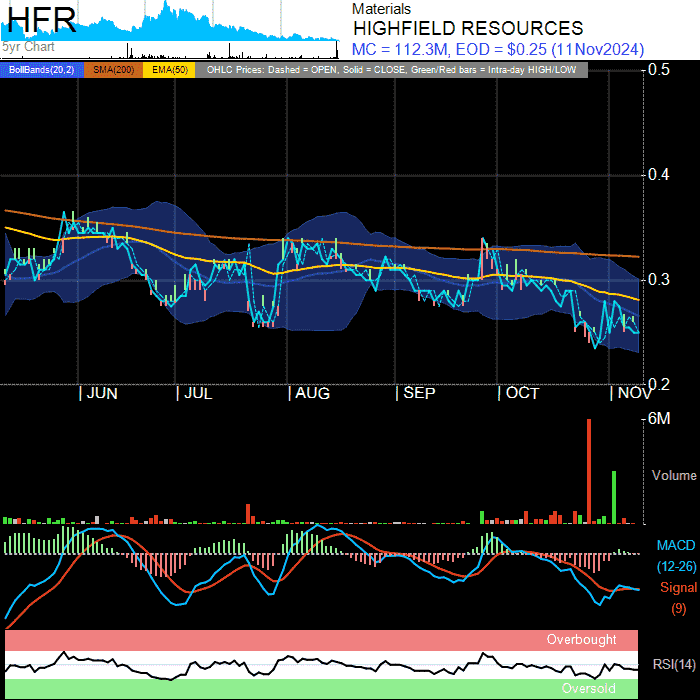 HFR
5yr Chart
Materials
HIGHFIELD RESOURCES
MC = 112.3M, EOD = $0.25 (11Nov2024)
BollBands(20,2) SMA(200) EMA(50) OHLC Prices: Dashed = OPEN, Solid = CLOSE, Green/Red bars = Intra-day HIGH/LOW
0.5
0.4
0.3
0.2
JUN JUL AUG SEP OCT NOV
6M
Volume
MACD
(12-26)
Signal
(9)
Overbought
RSI(14)
Oversold